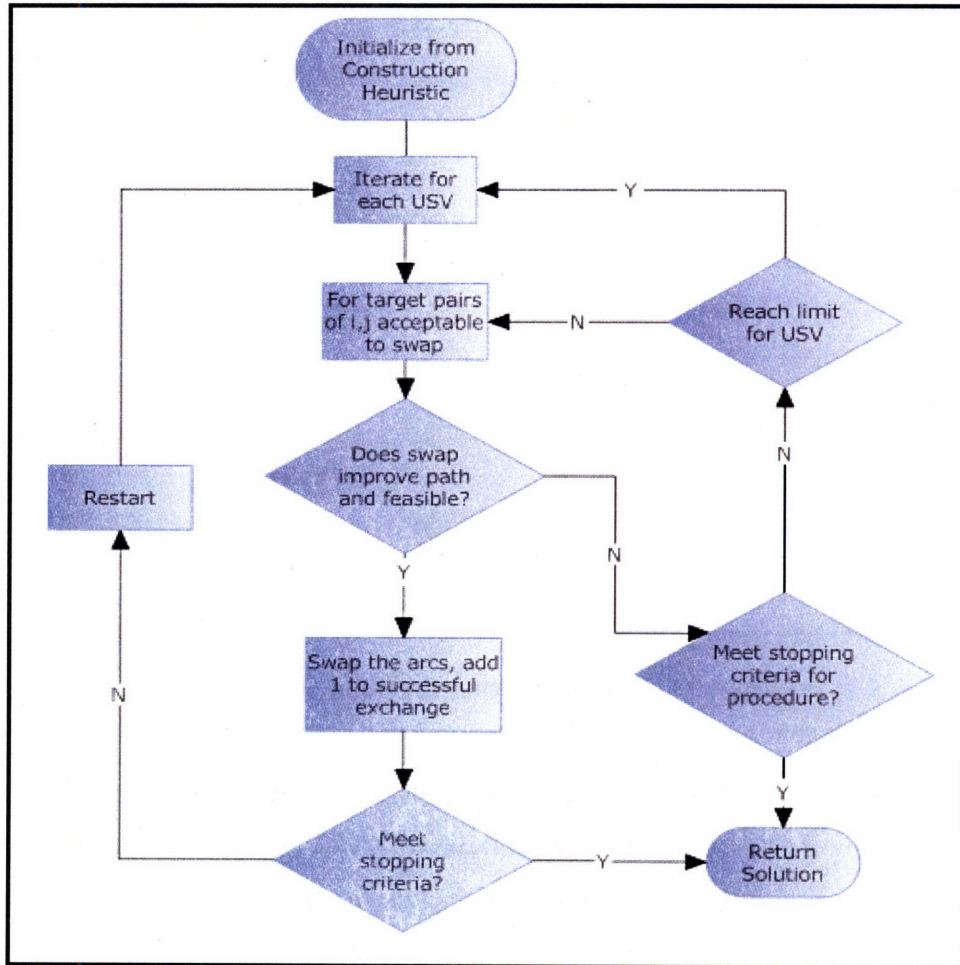 Initialize from
Construction
Heuristic
Iterate for
each USV
Y
For target pairs
of i,j acceptable
to swap
N
Reach limit
for USV
Does swap
improve path
and feasible?
N
Restart
N
Y
Swap the arcs, add
1 to successful
exchange
Meet stopping
criteria for
procedure?
N
Y
Meet
stopping
criteria?
Y
Return
Solution